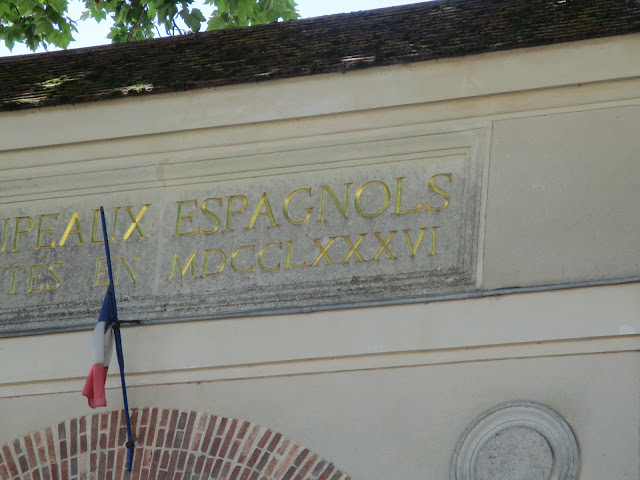 UPEAUX ESPAGNOLS
TES EN MDCCLXXXVI